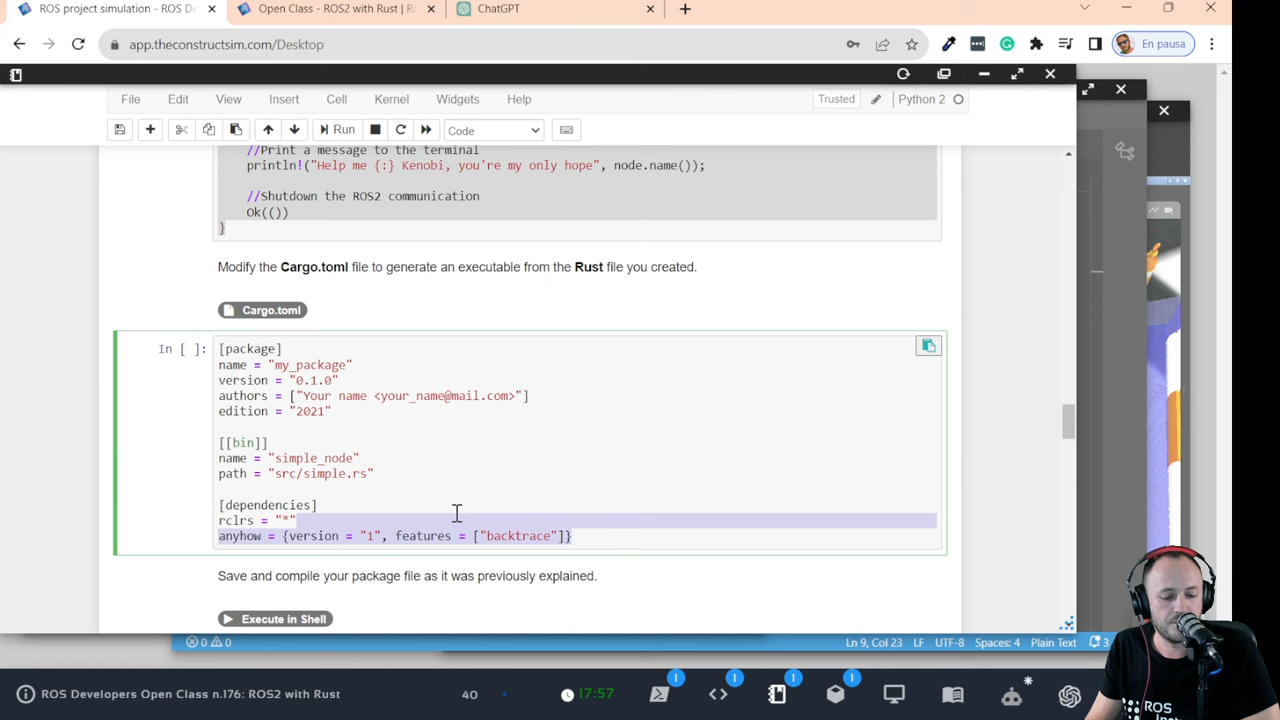 ROS project simulation - ROS De
Open Class - ROS2 with Rust | R
ChatGPT
app.theconstructsim.com/Desktop
En pausa
File Edit View Insert Cell Kernel Widgets Help
Trusted
Python 2
Run
Code
//Print a message to the terminal
println!("Help me {:} Kenobi, you're my only hope", node.name());
//Shutdown the ROS2 communication
Ok(())
}
Modify the Cargo.toml file to generate an executable from the Rust file you created.
Cargo.toml
In [ ]:
[package]
name = "my_package"
version = "0.1.0"
authors = ["Your name <your_name@mail.com>"]
edition = "2021"
[[bin]]
name = "simple_node"
path = "src/simple.rs"
[dependencies]
rclrs = "*"
anyhow = {version = "1", features = ["backtrace"]}
Save and compile your package file as it was previously explained.
Execute in Shell
0 0
Ln 9, Col 23 LF UTF-8 Spaces: 4 Plain Text 3
ROS Developers Open Class n.176: ROS2 with Rust
40
17:57
1
1
1
1
ROS